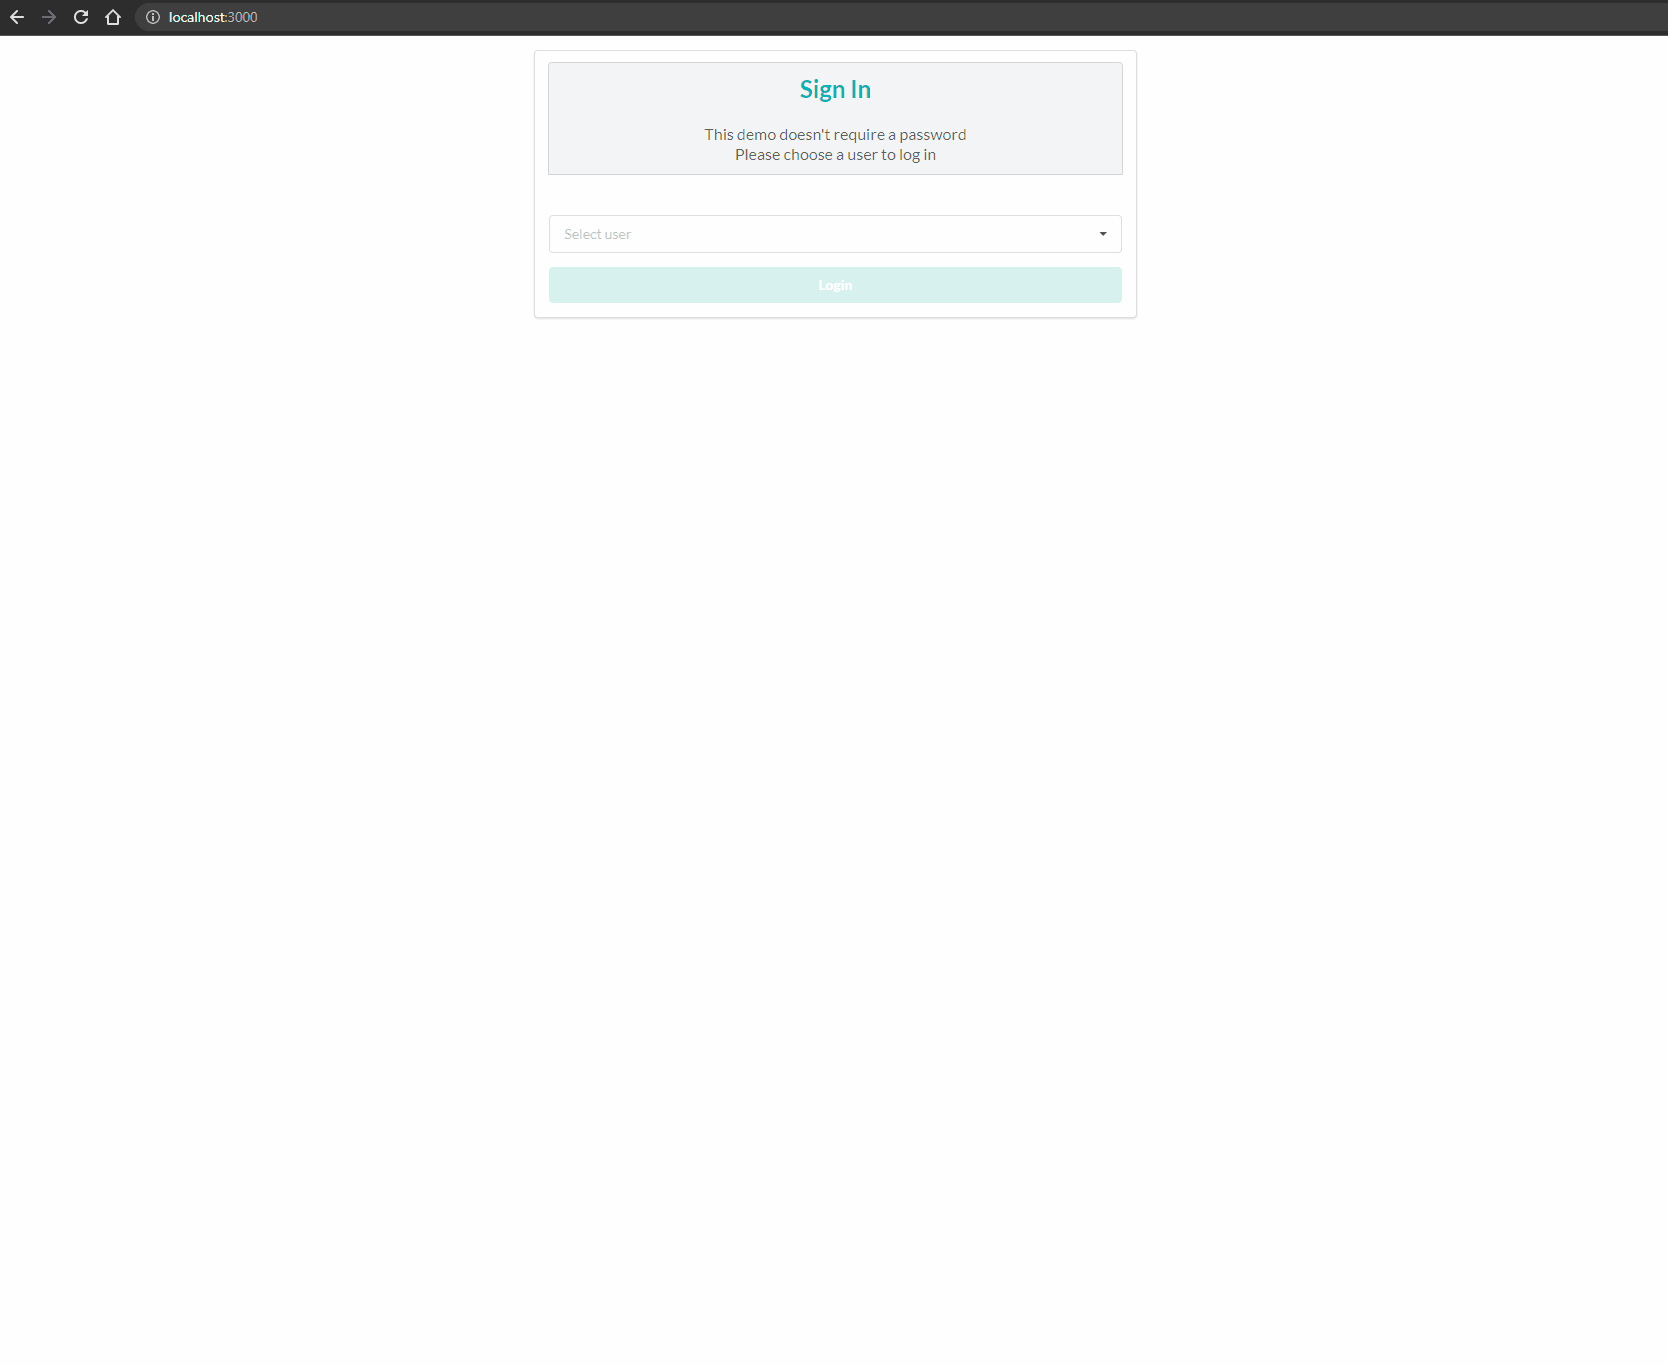 localhost:3000
Sign In
This demo doesn't require a password
Please choose a user to log in
Select user
Login